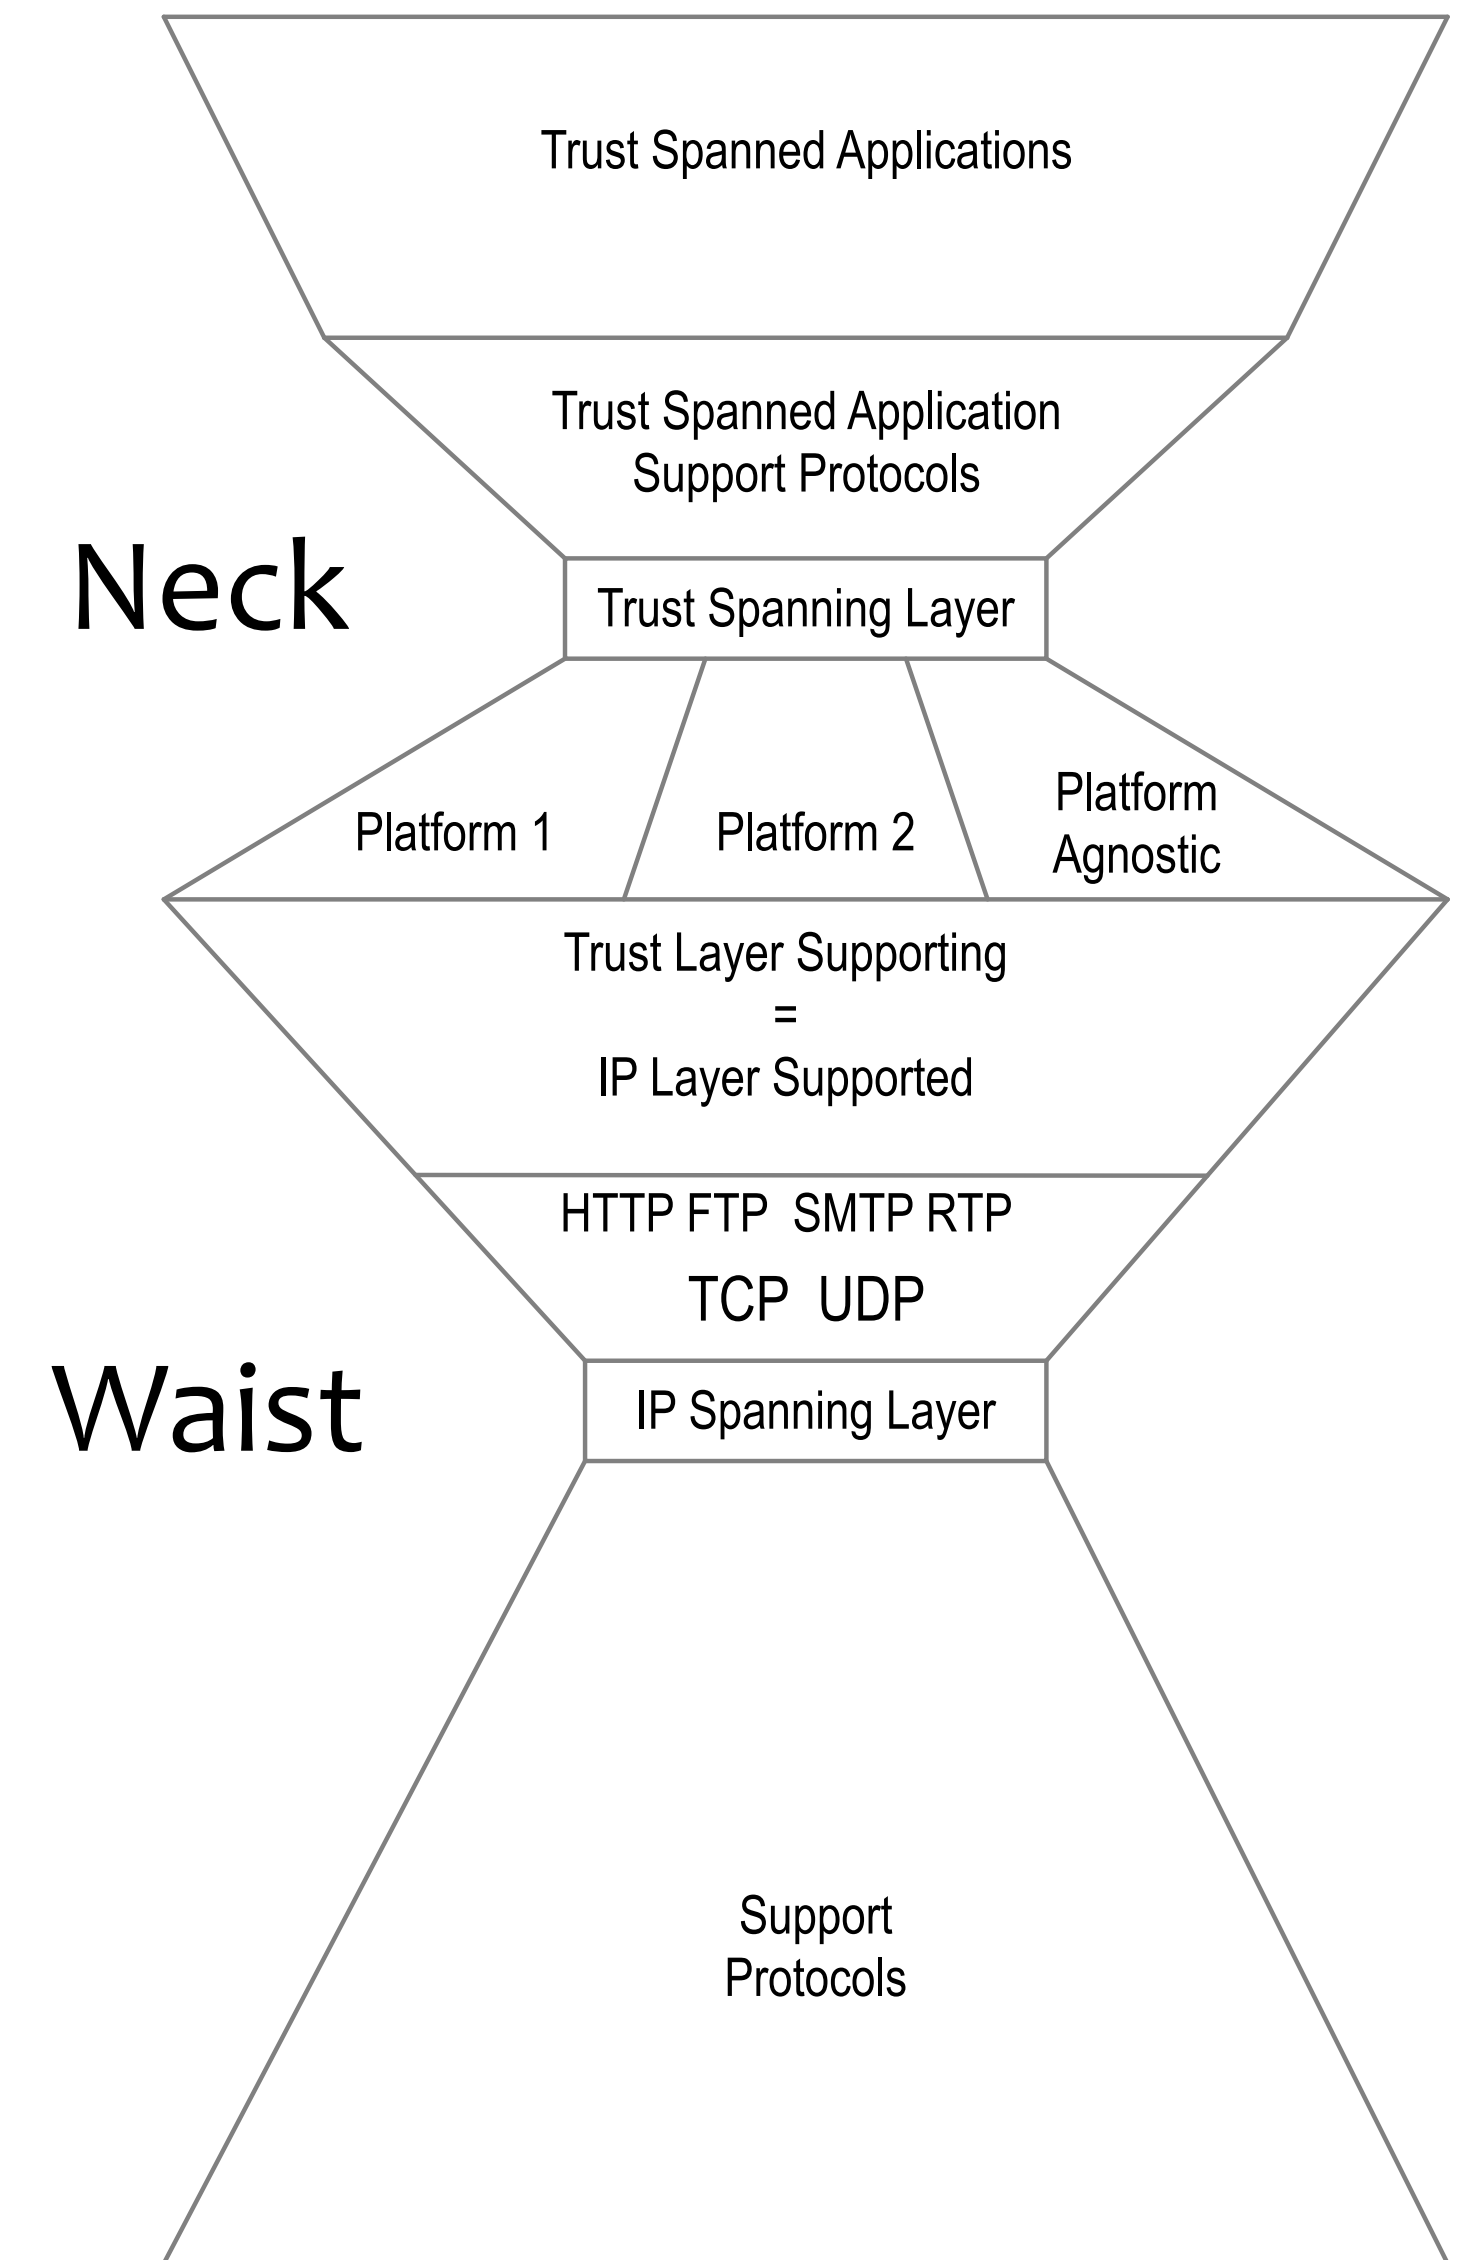 Trust Spanned Applications
Trust Spanned Application
Support Protocols
Neck
Trust Spanning Layer
Platform 1
Platform 2
Platform
Agnostic
Trust Layer Supporting
=
IP Layer Supported
HTTP FTP SMTP RTP
TCP UDP
Waist
IP Spanning Layer
Support
Protocols